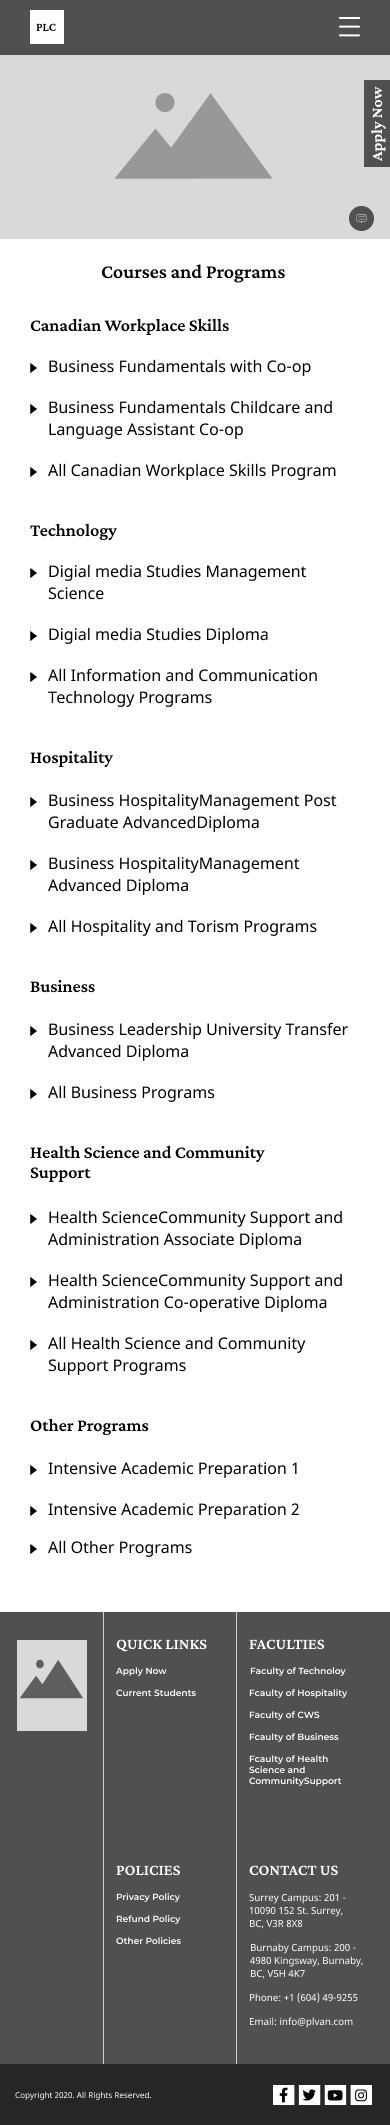 PLC
Apply Now
Courses and Programs
Canadian Workplace Skills
Business Fundamentals with Co-op
Business Fundamentals Childcare and
Language Assistant Co-op
All Canadian Workplace Skills Program
Technology
Digial media Studies Management
Science
Digial media Studies Diploma
All Information and Communication
Technology Programs
Hospitality
Business HospitalityManagement Post
Graduate AdvancedDiploma
Business HospitalityManagement
Advanced Diploma
All Hospitality and Torism Programs
Business
Business Leadership University Transfer
Advanced Diploma
All Business Programs
Health Science and Community
Support
Health ScienceCommunity Support and
Administration Associate Diploma
Health ScienceCommunity Support and
Administration Co-operative Diploma
All Health Science and Community
Support Programs
Other Programs
Intensive Academic Preparation 1
Intensive Academic Preparation 2
All Other Programs
QUICK LINKS
Apply Now
Current Students
FACULTIES
Faculty of Technoloy
Fcaulty of Hospitality
Faculty of CWS
Fcaulty of Business
Fcaulty of Health
Science and
CommunitySupport
POLICIES
Privacy Policy
Refund Policy
Other Policies
CONTACT US
Surrey Campus: 201 -
10090 152 St. Surrey,
BC, V3R 8X8
Burnaby Campus: 200 -
4980 Kingsway, Burnaby,
BC, V5H 4K7
Phone: +1 (604) 49-9255
Email: info@plvan.com
Copyright 2020. All Rights Reserved.